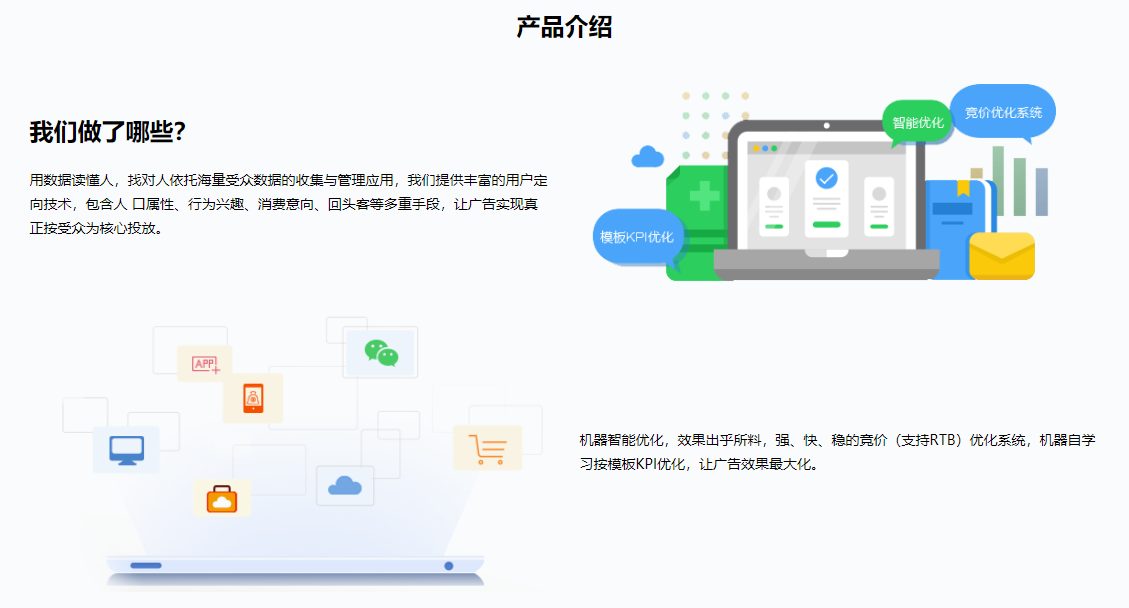 产品介绍
我们做了哪些？
用数据读懂人，找对人依托海量受众数据的收集与管理应用，我们提供丰富的用户定
向技术，包含人 口属性、行为兴趣、消费意向、回头客等多重手段，让广告实现真
正按受众为核心投放。
智能优化
竞价优化系统
模板KPI优化
APP
机器智能优化，效果出乎所料，强、快、稳的竞价（支持RTB）优化系统，机器自学
习按模板KPI优化，让广告效果最大化。